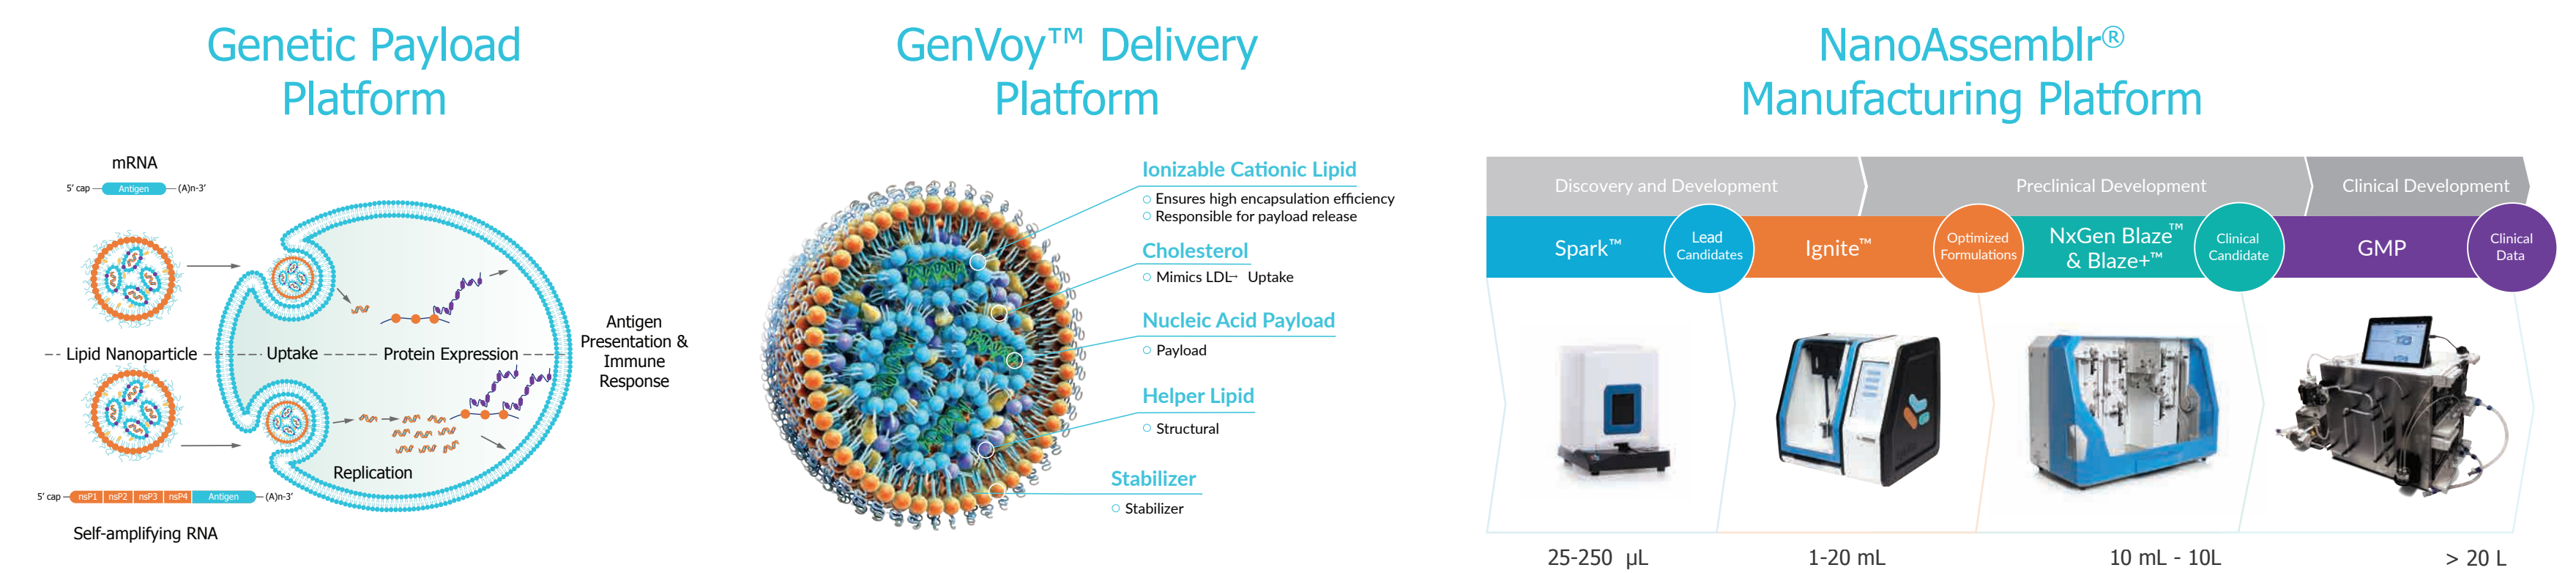 Genetic Payload
Platform
mRNA
5' cap
Antigen
(A)n-3'
Lipid Nanoparticle
Uptake
Protein Expression
Antigen
Presentation &
Immune
Response
Replication
5' cap
nsP1
nsP2
nsP3
nsP4
Antigen
(A)n-3'
Self-amplifying RNA
GenVoy™ Delivery
Platform
Ionizable Cationic Lipid
Ensures high encapsulation efficiency
Responsible for payload release
Cholesterol
Mimics LDL→ Uptake
Nucleic Acid Payload
Payload
Helper Lipid
Structural
Stabilizer
Stabilizer
NanoAssemblr®
Manufacturing Platform
Discovery and Development
Preclinical Development
Clinical Development
Spark™
Lead
Candidates
Ignite™
Optimized
Formulations
NxGen Blaze™
& Blaze+™
Clinical
Candidate
GMP
Clinical
Data
25-250 µL
1-20 mL
10 mL - 10L
> 20 L